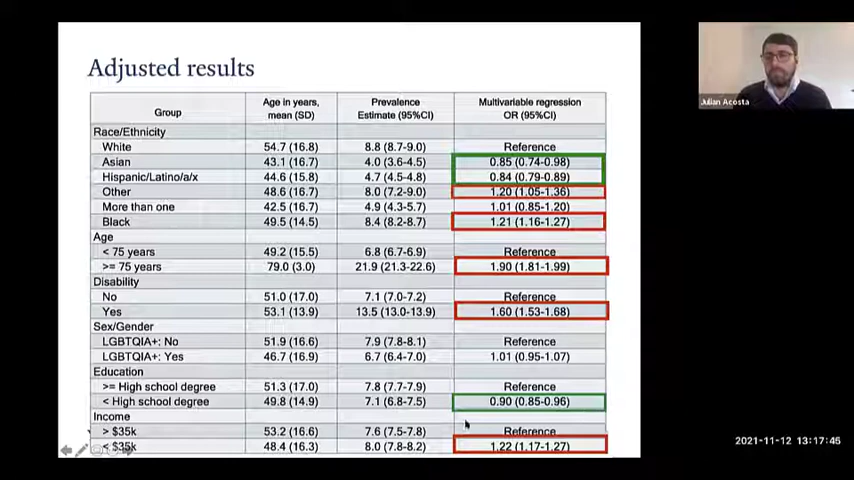 Adjusted results
Group Age in years, mean (SD) Prevalence Estimate (95%CI) Multivariable regression OR (95%CI)
Race/Ethnicity
White 54.7 (16.8) 8.8 (8.7-9.0) Reference
Asian 43.1 (16.7) 4.0 (3.6-4.5) 0.85 (0.74-0.98)
Hispanic/Latino/a/x 44.6 (15.8) 4.7 (4.5-4.8) 0.84 (0.79-0.89)
Other 48.6 (16.7) 8.0 (7.2-9.0) 1.20 (1.05-1.36)
More than one 42.5 (16.7) 4.9 (4.3-5.7) 1.01 (0.85-1.20)
Black 49.5 (14.5) 8.4 (8.2-8.7) 1.21 (1.16-1.27)
Age
< 75 years 49.2 (15.5) 6.8 (6.7-6.9) Reference
>= 75 years 79.0 (3.0) 21.9 (21.3-22.6) 1.90 (1.81-1.99)
Disability
No 51.0 (17.0) 7.1 (7.0-7.2) Reference
Yes 53.1 (13.9) 13.5 (13.0-13.9) 1.60 (1.53-1.68)
Sex/Gender
LGBTQIA+: No 51.9 (16.6) 7.9 (7.8-8.1) Reference
LGBTQIA+: Yes 46.7 (16.9) 6.7 (6.4-7.0) 1.01 (0.95-1.07)
Education
>= High school degree 51.3 (17.0) 7.8 (7.7-7.9) Reference
< High school degree 49.8 (14.9) 7.1 (6.8-7.5) 0.90 (0.85-0.96)
Income
> $35k 53.2 (16.6) 7.6 (7.5-7.8) Reference
< $35k 48.4 (16.3) 8.0 (7.8-8.2) 1.22 (1.17-1.27)
Julian Acosta
2021-11-12 13:17:45